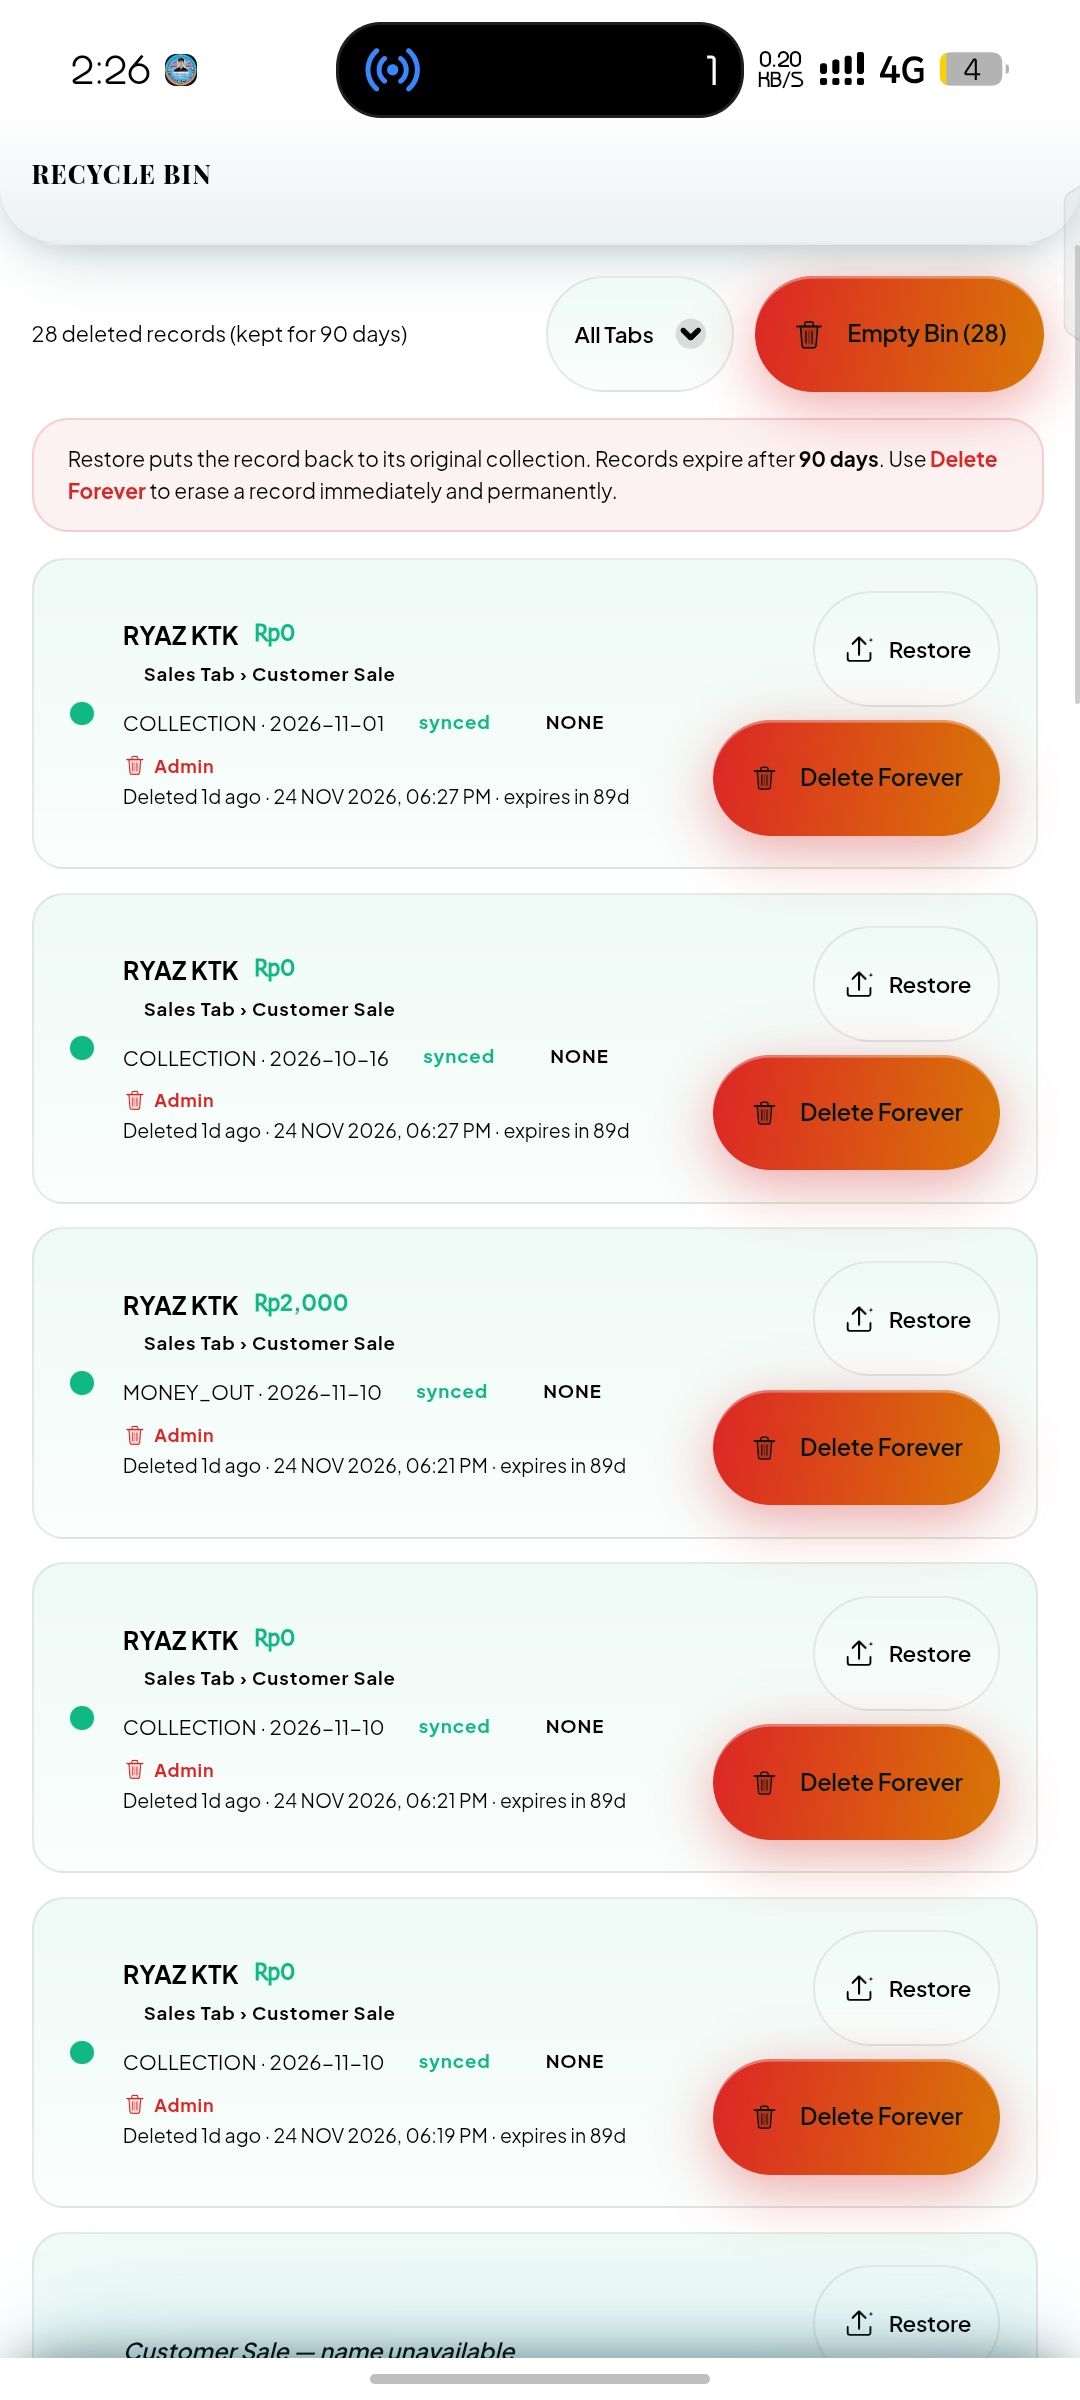 2:26
1
0.20
KB/S
4G
4
RECYCLE BIN
28 deleted records (kept for 90 days)
All Tabs
Empty Bin (28)
Restore puts the record back to its original collection. Records expire after 90 days. Use Delete
Forever to erase a record immediately and permanently.
RYAZ KTK Rp0
Sales Tab › Customer Sale
COLLECTION · 2026-11-01 synced NONE
Admin
Deleted 1d ago · 24 NOV 2026, 06:27 PM · expires in 89d
Restore
Delete Forever
RYAZ KTK Rp0
Sales Tab › Customer Sale
COLLECTION · 2026-10-16 synced NONE
Admin
Deleted 1d ago · 24 NOV 2026, 06:27 PM · expires in 89d
Restore
Delete Forever
RYAZ KTK Rp2,000
Sales Tab › Customer Sale
MONEY_OUT · 2026-11-10 synced NONE
Admin
Deleted 1d ago · 24 NOV 2026, 06:21 PM · expires in 89d
Restore
Delete Forever
RYAZ KTK Rp0
Sales Tab › Customer Sale
COLLECTION · 2026-11-10 synced NONE
Admin
Deleted 1d ago · 24 NOV 2026, 06:21 PM · expires in 89d
Restore
Delete Forever
RYAZ KTK Rp0
Sales Tab › Customer Sale
COLLECTION · 2026-11-10 synced NONE
Admin
Deleted 1d ago · 24 NOV 2026, 06:19 PM · expires in 89d
Restore
Delete Forever
Customer Sale — name unavailable
Restore